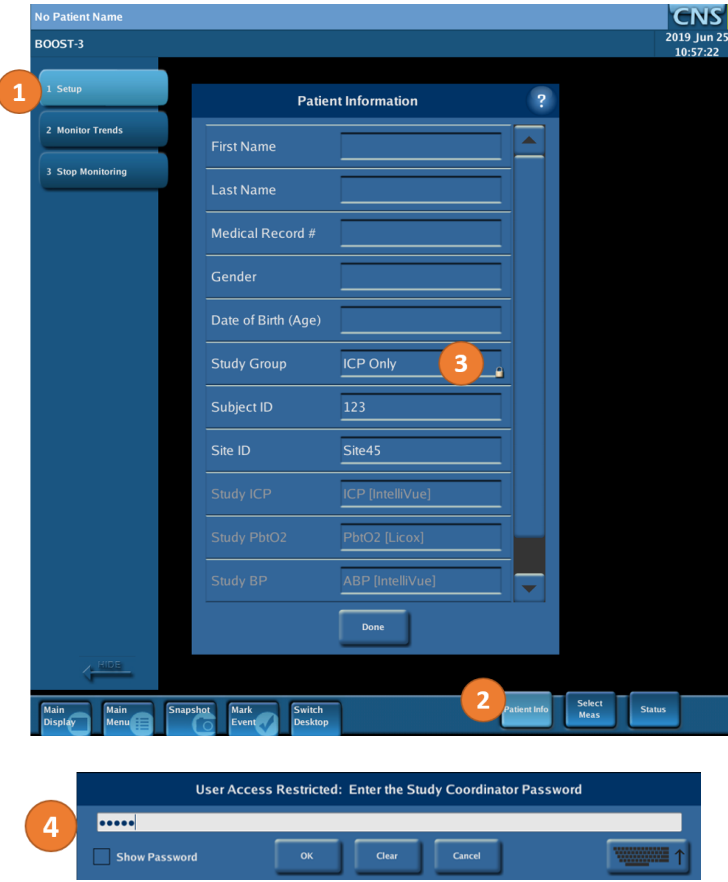 No Patient Name
CNS
BOOST-3
2019 Jun 25
10:57:22
1
1 Setup
2 Monitor Trends
3 Stop Monitoring
Patient Information
?
First Name
Last Name
Medical Record #
Gender
Date of Birth (Age)
Study Group ICP Only
3
Subject ID 123
Site ID Site45
Study ICP ICP [IntelliVue]
Study PbtO2 PbtO2 [Licox]
Study BP ABP [IntelliVue]
Done
HIDE
Main Display
Main Menu
Snapshot
Mark Event
Switch Desktop
2
Patient Info
Select Meas
Status
User Access Restricted: Enter the Study Coordinator Password
4
•••••
Show Password
OK
Clear
Cancel